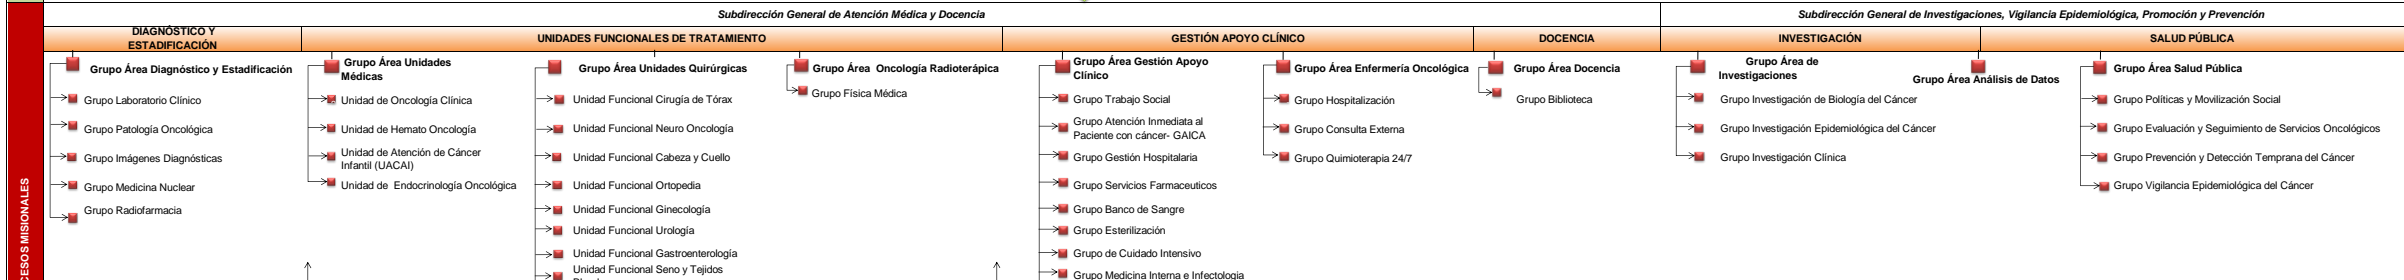 Subdirección General de Atención Médica y Docencia
Subdirección General de Investigaciones, Vigilancia Epidemiológica, Promoción y Prevención
DIAGNÓSTICO Y
ESTADIFICACIÓN
UNIDADES FUNCIONALES DE TRATAMIENTO
GESTIÓN APOYO CLÍNICO
DOCENCIA
INVESTIGACIÓN
SALUD PÚBLICA
Grupo Área Diagnóstico y Estadificación
Grupo Laboratorio Clínico
Grupo Patología Oncológica
Grupo Imágenes Diagnósticas
Grupo Medicina Nuclear
Grupo Radiofarmacia
Grupo Área Unidades
Médicas
Unidad de Oncología Clínica
Unidad de Hemato Oncología
Unidad de Atención de Cáncer
Infantil (UACAI)
Unidad de Endocrinología Oncológica
Grupo Área Unidades Quirúrgicas
Unidad Funcional Cirugía de Tórax
Unidad Funcional Neuro Oncología
Unidad Funcional Cabeza y Cuello
Unidad Funcional Ortopedia
Unidad Funcional Ginecología
Unidad Funcional Urología
Unidad Funcional Gastroenterología
Unidad Funcional Seno y Tejidos
Grupo Área Oncología Radioterápica
Grupo Física Médica
Grupo Área Gestión Apoyo
Clínico
Grupo Trabajo Social
Grupo Atención Inmediata al
Paciente con cáncer- GAICA
Grupo Gestión Hospitalaria
Grupo Servicios Farmaceuticos
Grupo Banco de Sangre
Grupo Esterilización
Grupo de Cuidado Intensivo
Grupo Medicina Interna e Infectología
Grupo Área Enfermería Oncológica
Grupo Hospitalización
Grupo Consulta Externa
Grupo Quimioterapia 24/7
Grupo Área Docencia
Grupo Biblioteca
Grupo Área de
Investigaciones
Grupo Investigación de Biología del Cáncer
Grupo Investigación Epidemiológica del Cáncer
Grupo Investigación Clínica
Grupo Área Análisis de Datos
Grupo Área Salud Pública
Grupo Políticas y Movilización Social
Grupo Evaluación y Seguimiento de Servicios Oncológicos
Grupo Prevención y Detección Temprana del Cáncer
Grupo Vigilancia Epidemiológica del Cáncer
CESOS MISIONALES